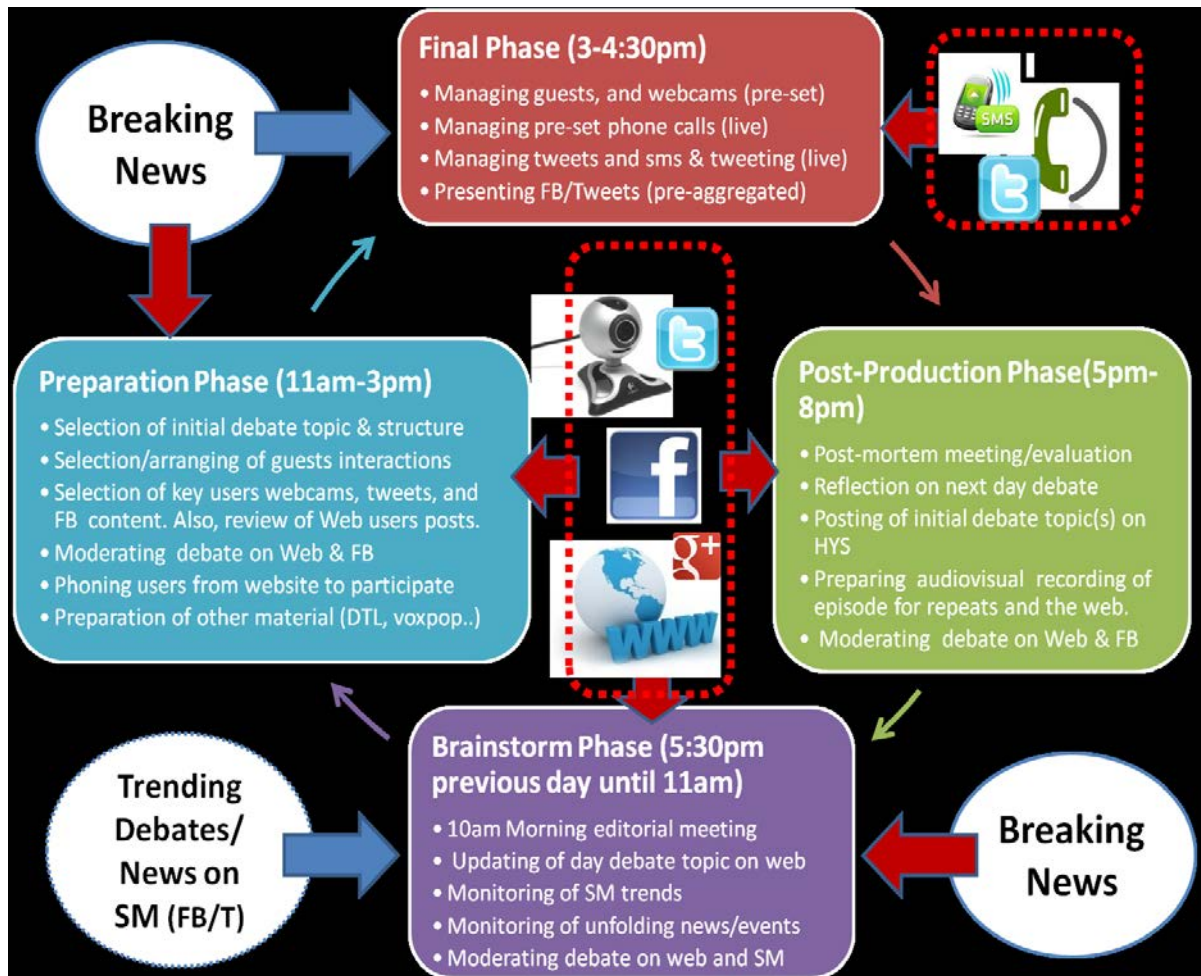 Breaking
News
Final Phase (3-4:30pm)
• Managing guests, and webcams (pre-set)
• Managing pre-set phone calls (live)
• Managing tweets and sms & tweeting (live)
• Presenting FB/Tweets (pre-aggregated)
SMS
Preparation Phase (11am-3pm)
• Selection of initial debate topic & structure
• Selection/arranging of guests interactions
• Selection of key users webcams, tweets, and
FB content. Also, review of Web users posts.
• Moderating debate on Web & FB
• Phoning users from website to participate
• Preparation of other material (DTL, voxpop..)
t
t
f
g+
WWW
Post-Production Phase(5pm-
8pm)
• Post-mortem meeting/evaluation
• Reflection on next day debate
• Posting of initial debate topic(s) on
HYS
• Preparing audiovisual recording of
episode for repeats and the web.
• Moderating debate on Web & FB
Brainstorm Phase (5:30pm
previous day until 11am)
• 10am Morning editorial meeting
• Updating of day debate topic on web
• Monitoring of SM trends
• Monitoring of unfolding news/events
• Moderating debate on web and SM
Trending
Debates/
News on
SM (FB/T)
Breaking
News